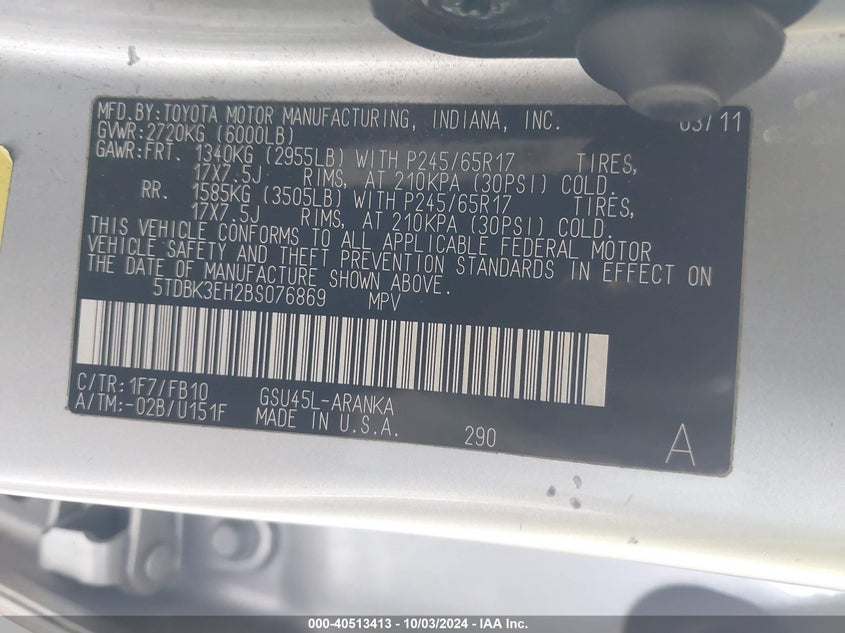 MFD.BY:TOYOTA MOTOR MANUFACTURING, INDIANA, INC. 03/11
GVWR:2720KG (6000LB)
GAWR:FRT. 1340KG (2955LB) WITH P245/65R17 TIRES,
17X7.5J RIMS, AT 210KPA (30PSI) COLD.
RR. 1585KG (3505LB) WITH P245/65R17 TIRES,
17X7.5J RIMS, AT 210KPA (30PSI) COLD.
THIS VEHICLE CONFORMS TO ALL APPLICABLE FEDERAL MOTOR
VEHICLE SAFETY AND THEFT PREVENTION STANDARDS IN EFFECT ON
THE DATE OF MANUFACTURE SHOWN ABOVE.
5TDBK3EH2BS076869 MPV
C/TR:1F7/FB10 GSU45L-ARANKA
A/TM:-02B/U151F MADE IN U.S.A. 290 A
000-40513413 - 10/03/2024 - IAA Inc.